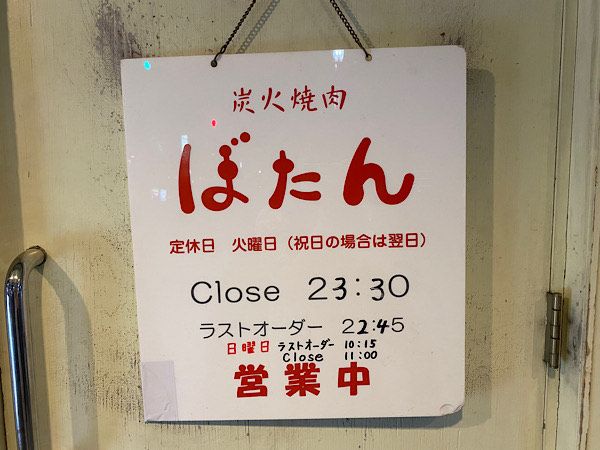 炭火焼肉
ぼたん
定休日 火曜日（祝日の場合は翌日）
Close 23:30
ラストオーダー 22:45
日曜日 ラストオーダー 10:15
Close 11:00
営業中